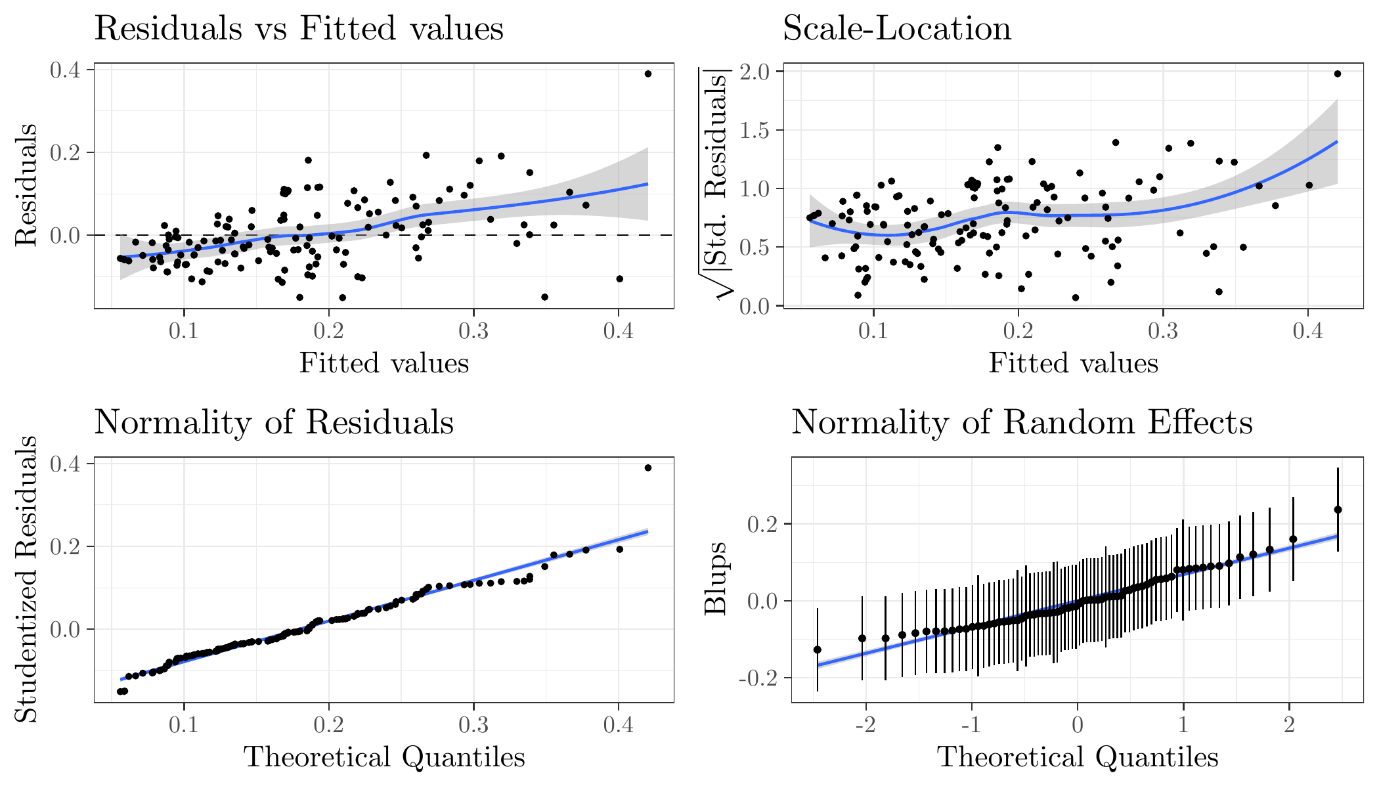 Residuals vs Fitted values
Residuals
0.4
0.2
0.0
0.1 0.2 0.3 0.4
Fitted values
Scale-Location
√|Std. Residuals|
2.0
1.5
1.0
0.5
0.0
0.1 0.2 0.3 0.4
Fitted values
Normality of Residuals
Studentized Residuals
0.4
0.2
0.0
0.1 0.2 0.3 0.4
Theoretical Quantiles
Normality of Random Effects
Blups
0.2
0.0
-0.2
-2 -1 0 1 2
Theoretical Quantiles